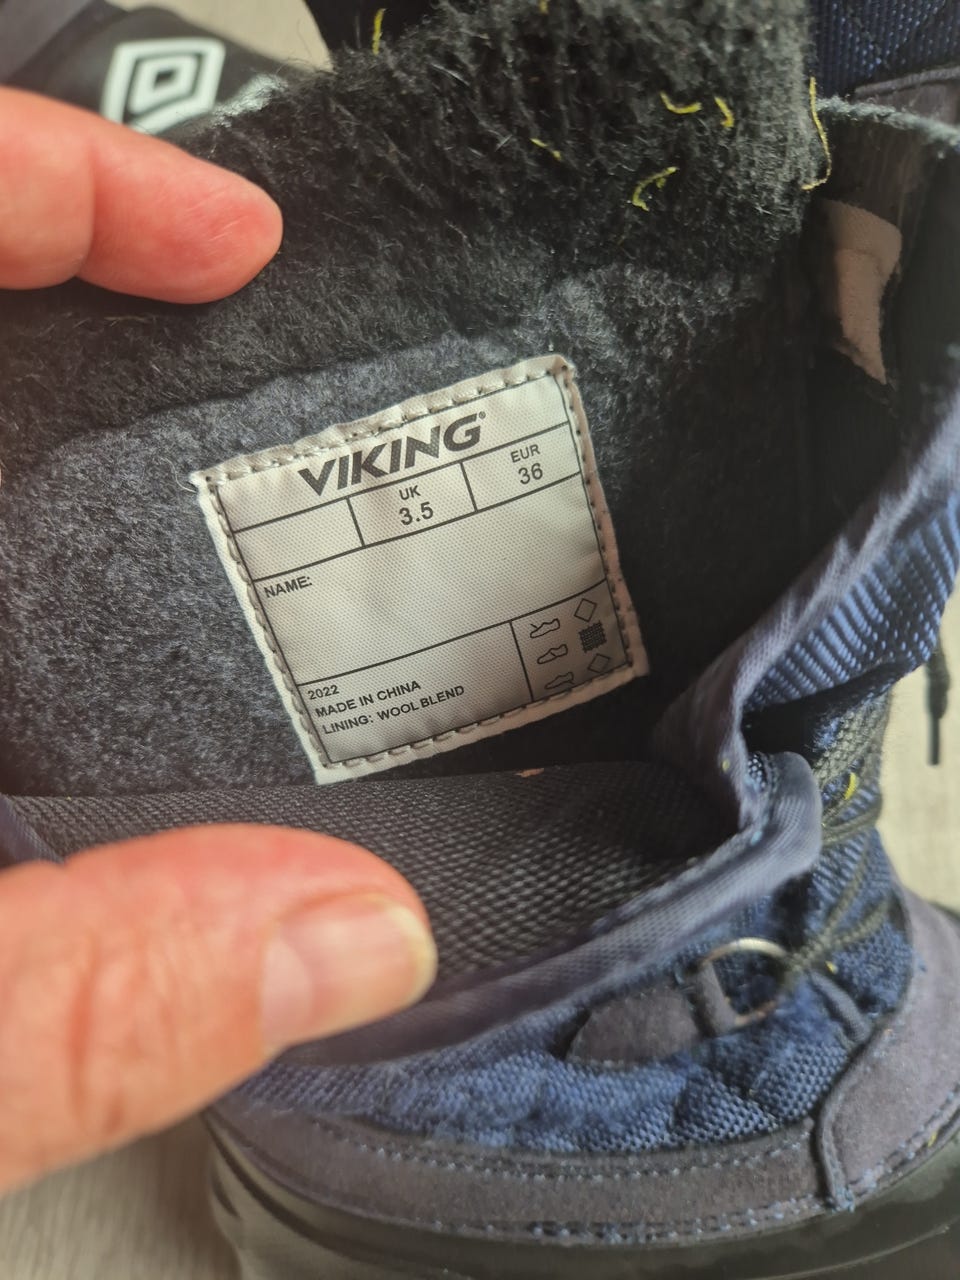 VIKING®
UK EUR
3.5 36
NAME:
2022
MADE IN CHINA
LINING: WOOL BLEND